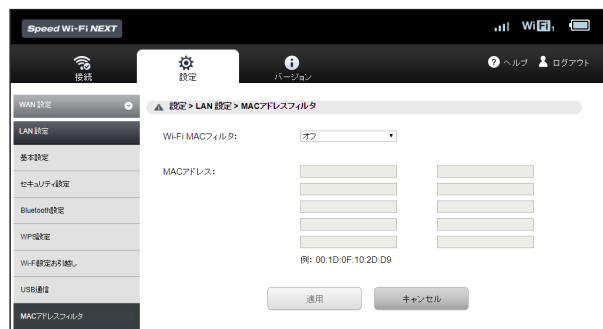 Speed Wi-Fi NEXT
WiFi 1
接続
設定
バージョン
? ヘルプ
ログアウト
WAN 設定
LAN 設定
基本設定
セキュリティ設定
Bluetooth設定
WPS設定
Wi-Fi設定お引越し
USB通信
MACアドレスフィルタ
設定 > LAN 設定 > MACアドレスフィルタ
Wi-Fi MACフィルタ:
オフ
MACアドレス:
例: 00:1D:0F:10:2D:D9
適用
キャンセル